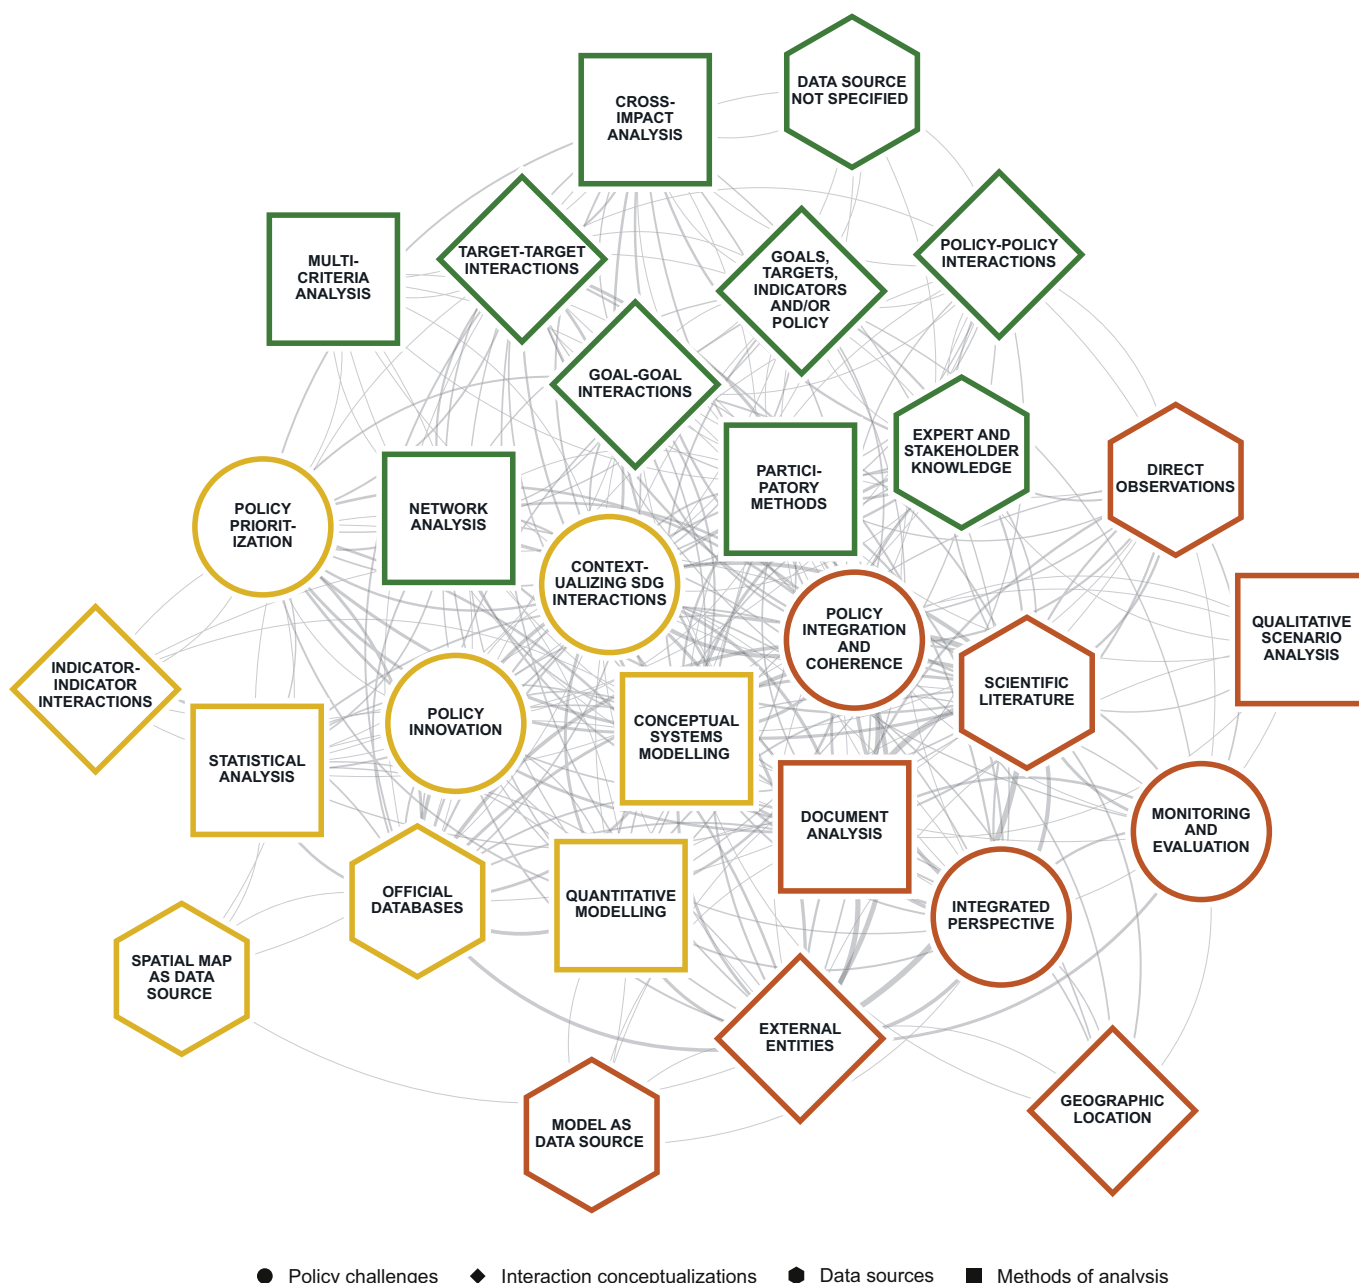 DATA SOURCE
NOT SPECIFIED
CROSS-
IMPACT
ANALYSIS
TARGET-TARGET
INTERACTIONS
POLICY-POLICY
INTERACTIONS
MULTI-
CRITERIA
ANALYSIS
GOALS,
TARGETS,
INDICATORS
AND/OR
POLICY
GOAL-GOAL
INTERACTIONS
EXPERT AND
STAKEHOLDER
KNOWLEDGE
PARTICI-
PATORY
METHODS
DIRECT
OBSERVATIONS
POLICY
PRIORIT-
IZATION
NETWORK
ANALYSIS
CONTEXT-
UALIZING SDG
INTERACTIONS
POLICY
INTEGRATION
AND
COHERENCE
QUALITATIVE
SCENARIO
ANALYSIS
INDICATOR-
INDICATOR
INTERACTIONS
SCIENTIFIC
LITERATURE
POLICY
INNOVATION
CONCEPTUAL
SYSTEMS
MODELLING
STATISTICAL
ANALYSIS
DOCUMENT
ANALYSIS
MONITORING
AND
EVALUATION
OFFICIAL
DATABASES
QUANTITATIVE
MODELLING
INTEGRATED
PERSPECTIVE
SPATIAL MAP
AS DATA
SOURCE
EXTERNAL
ENTITIES
GEOGRAPHIC
LOCATION
MODEL AS
DATA SOURCE
Policy challenges Interaction conceptualizations Data sources Methods of analysis